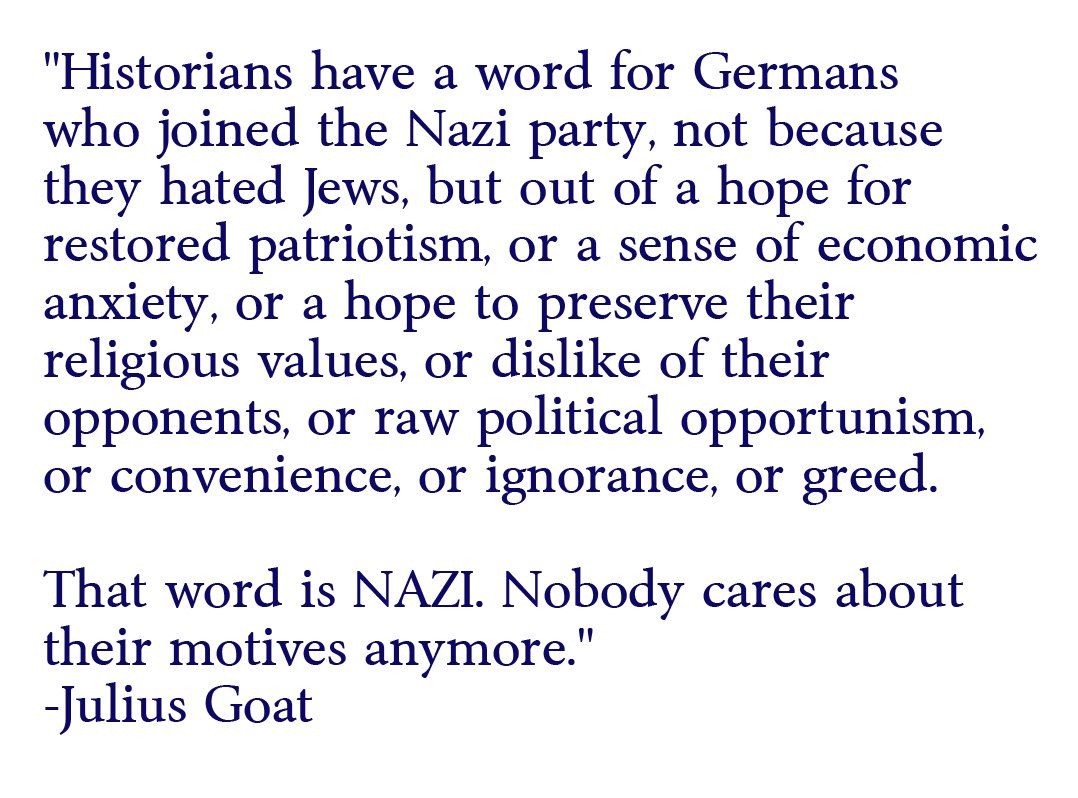 "Historians have a word for Germans
who joined the Nazi party, not because
they hated Jews, but out of a hope for
restored patriotism, or a sense of economic
anxiety, or a hope to preserve their
religious values, or dislike of their
opponents, or raw political opportunism,
or convenience, or ignorance, or greed.
That word is NAZI. Nobody cares about
their motives anymore."
-Julius Goat